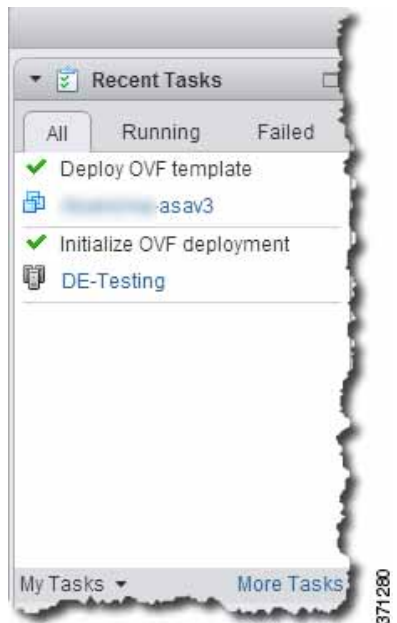 Recent Tasks
All Running Failed
Deploy OVF template
asav3
Initialize OVF deployment
DE-Testing
My Tasks More Tasks
371280